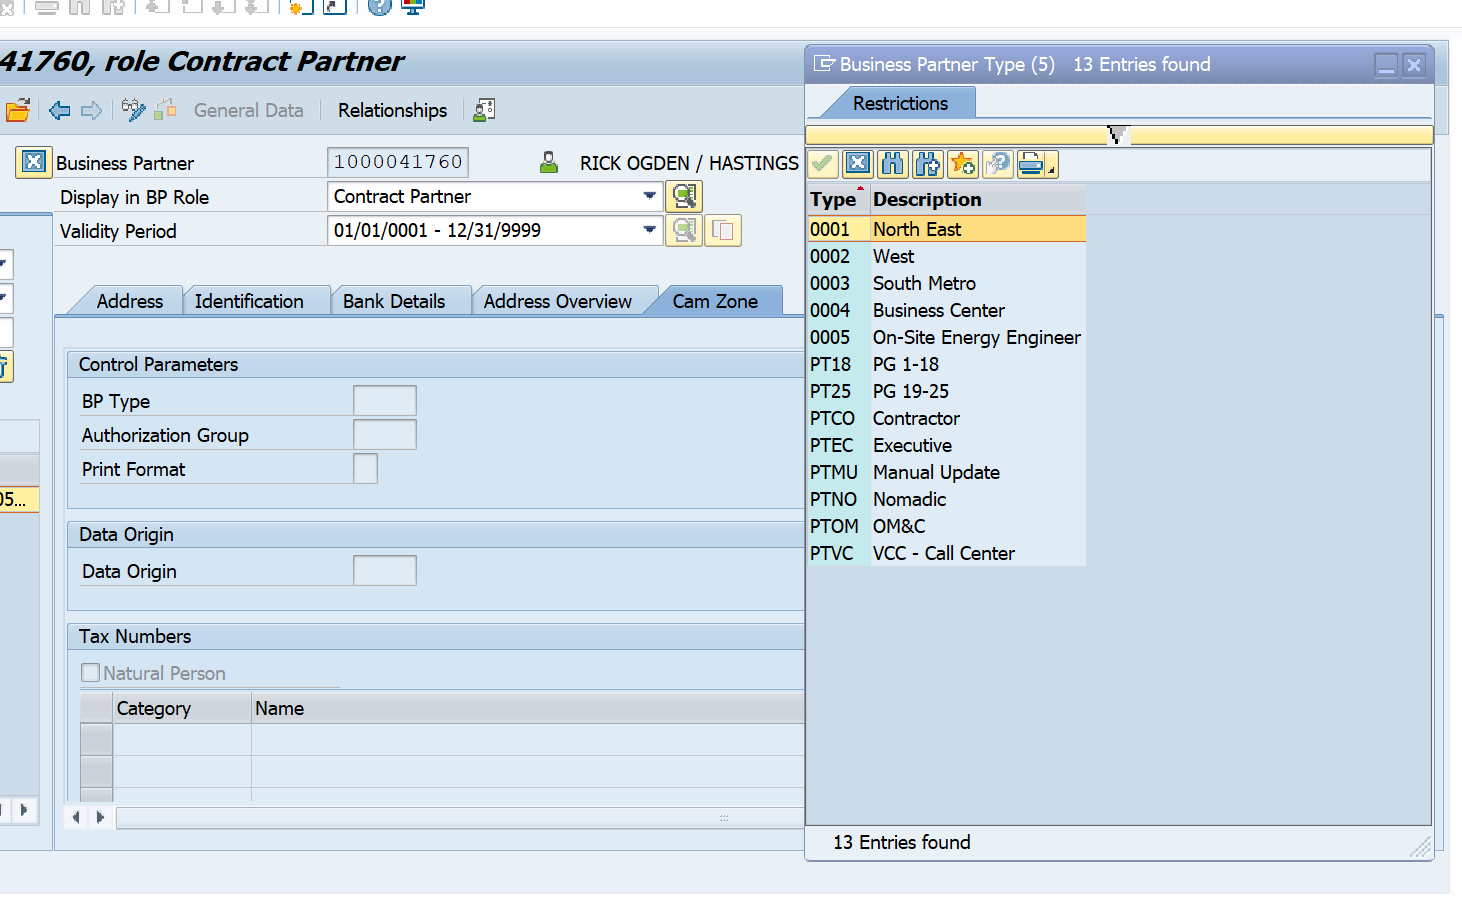 41760, role Contract Partner
General Data
Relationships
Business Partner 1000041760 RICK OGDEN / HASTINGS
Display in BP Role Contract Partner
Validity Period 01/01/0001 - 12/31/9999
Address Identification Bank Details Address Overview Cam Zone
Control Parameters
BP Type
Authorization Group
Print Format
05...
Data Origin
Data Origin
Tax Numbers
Natural Person
Category Name
Business Partner Type (5) 13 Entries found
Restrictions
Type Description
0001 North East
0002 West
0003 South Metro
0004 Business Center
0005 On-Site Energy Engineer
PT18 PG 1-18
PT25 PG 19-25
PTCO Contractor
PTEC Executive
PTMU Manual Update
PTNO Nomadic
PTOM OM&C
PTVC VCC - Call Center
13 Entries found